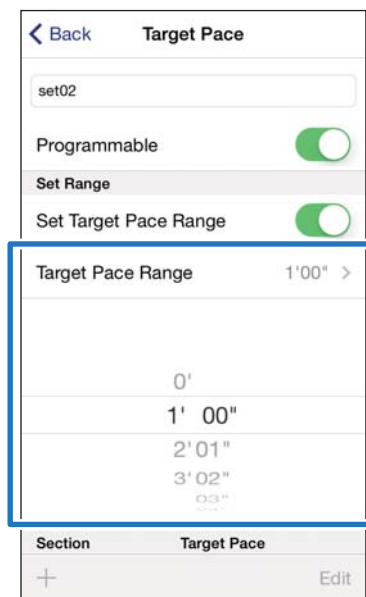 Back Target Pace
set02
Programmable
Set Range
Set Target Pace Range
Target Pace Range 1'00" >
0'
1' 00"
2' 01"
3' 02"
03"
Section Target Pace
+ Edit